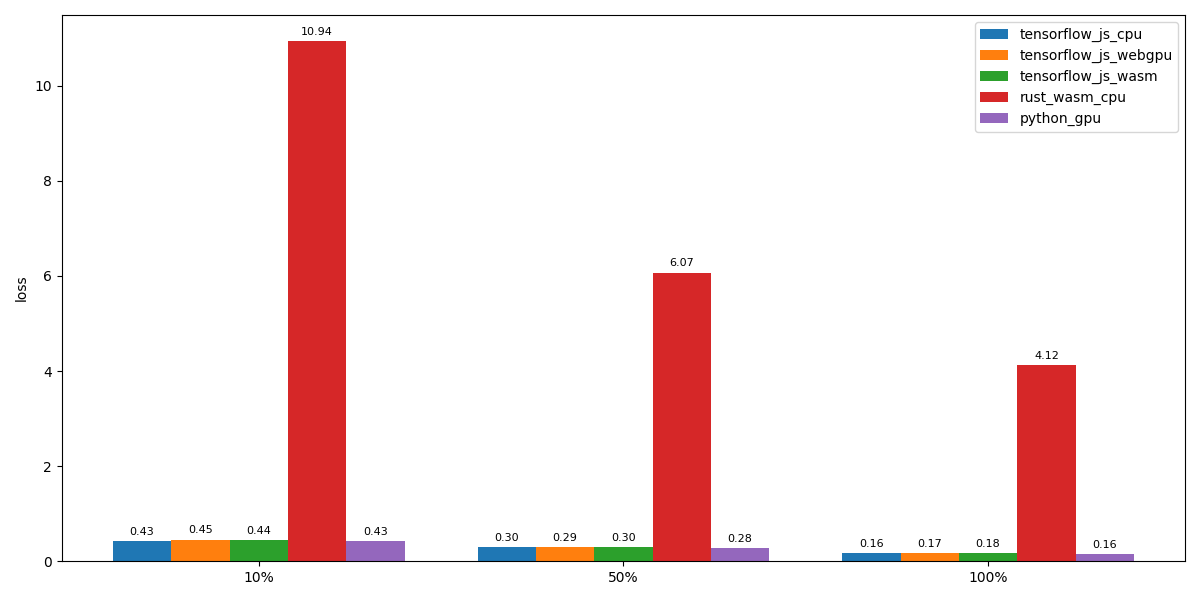 loss
10
8
6
4
2
0
10.94
6.07
4.12
0.43 0.45 0.44 0.43
0.30 0.29 0.30 0.28
0.16 0.17 0.18 0.16
10% 50% 100%
tensorflow_js_cpu
tensorflow_js_webgpu
tensorflow_js_wasm
rust_wasm_cpu
python_gpu